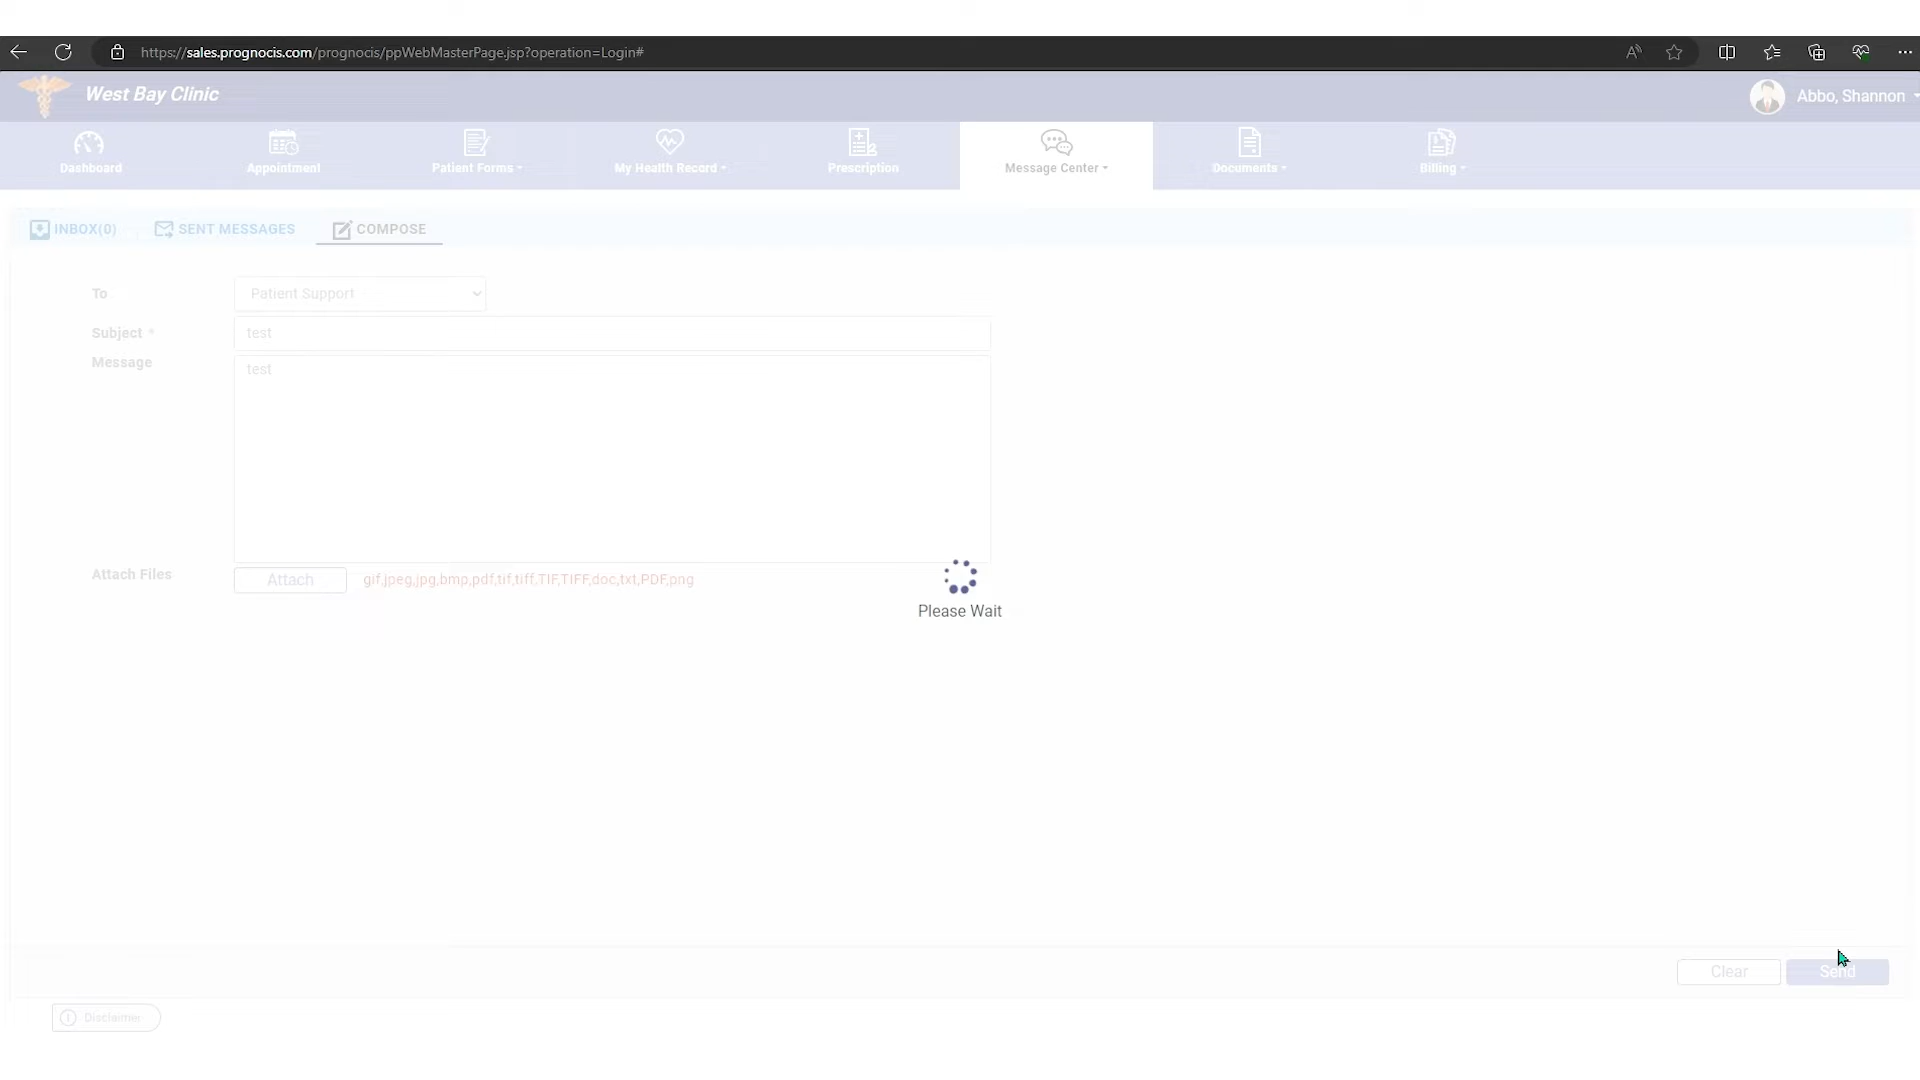 https://sales.prognocis.com/prognocis/ppWebMasterPage.jsp?operation=Login#
West Bay Clinic
Abbo, Shannon
Dashboard
Appointment
Patient Forms
My Health Record
Prescription
Message Center
Documents
Billing
INBOX(0)
SENT MESSAGES
COMPOSE
To
Patient Support
Subject *
test
Message
test
Attach Files
Attach
gif,jpeg,jpg,bmp,pdf,tif,tiff,TIF,TIFF,doc,txt,PDF,png
Please Wait
Clear
Send
Disclaimer